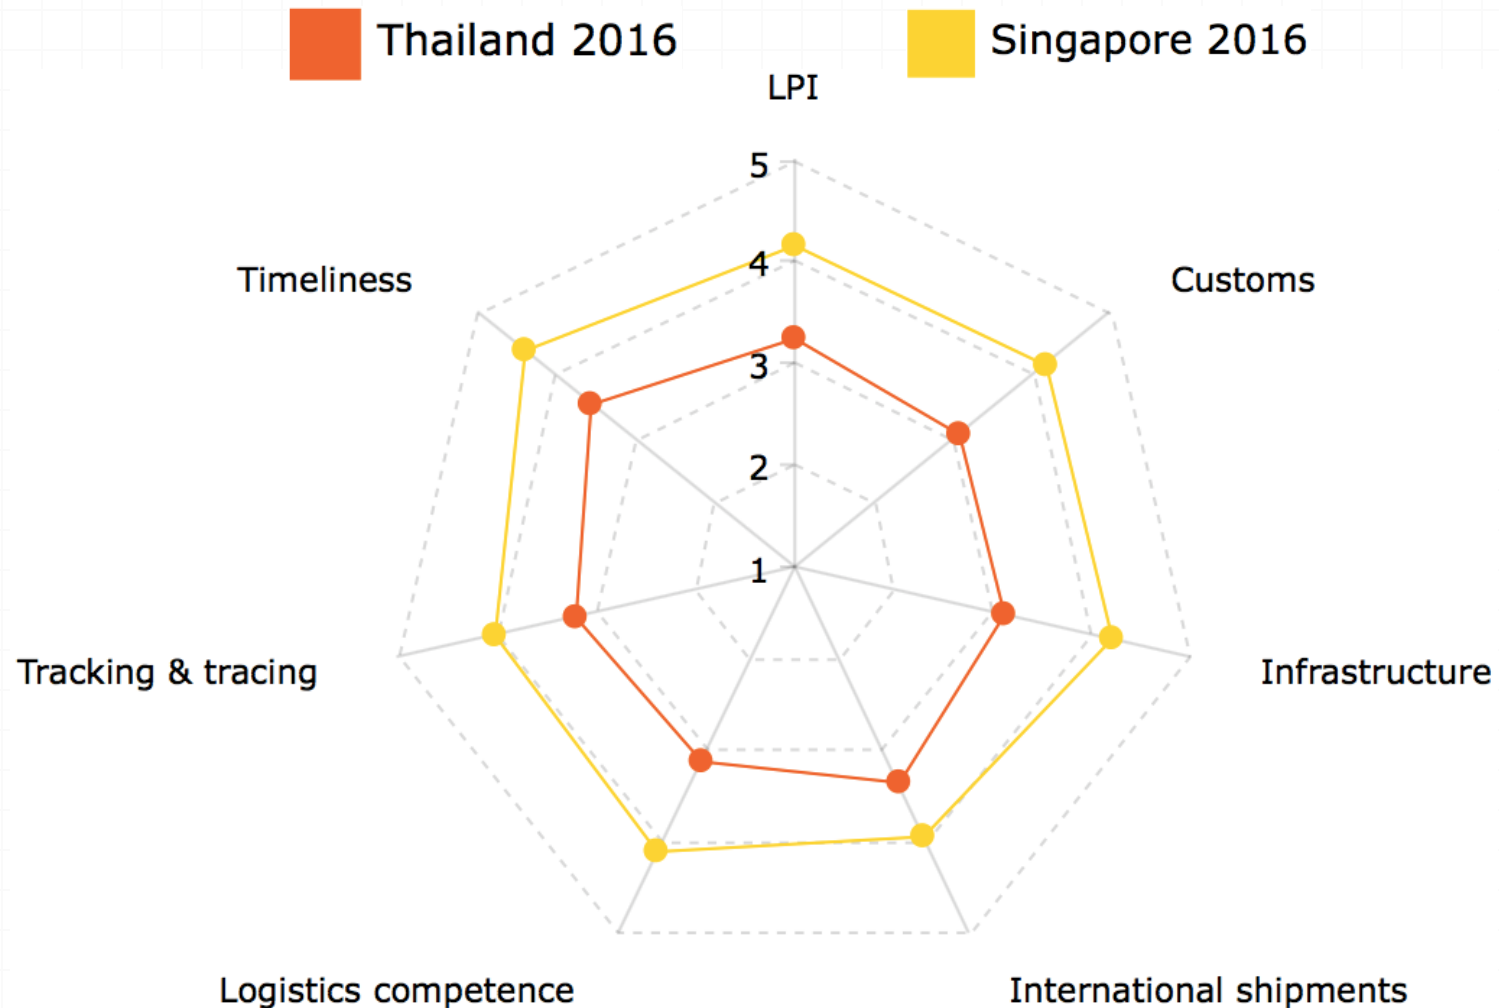 Thailand 2016
Singapore 2016
LPI
5
4
3
2
1
Timeliness
Customs
Tracking & tracing
Infrastructure
Logistics competence
International shipments